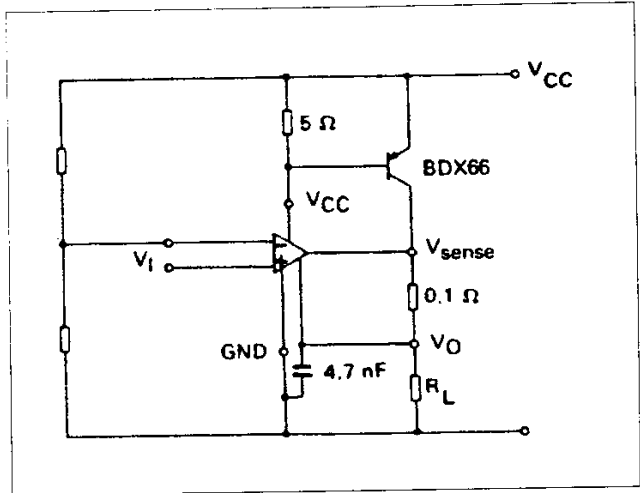 V_CC
5 Ω
BDX66
V_CC
V_I
V_sense
0.1 Ω
GND
V_O
4.7 nF
R_L